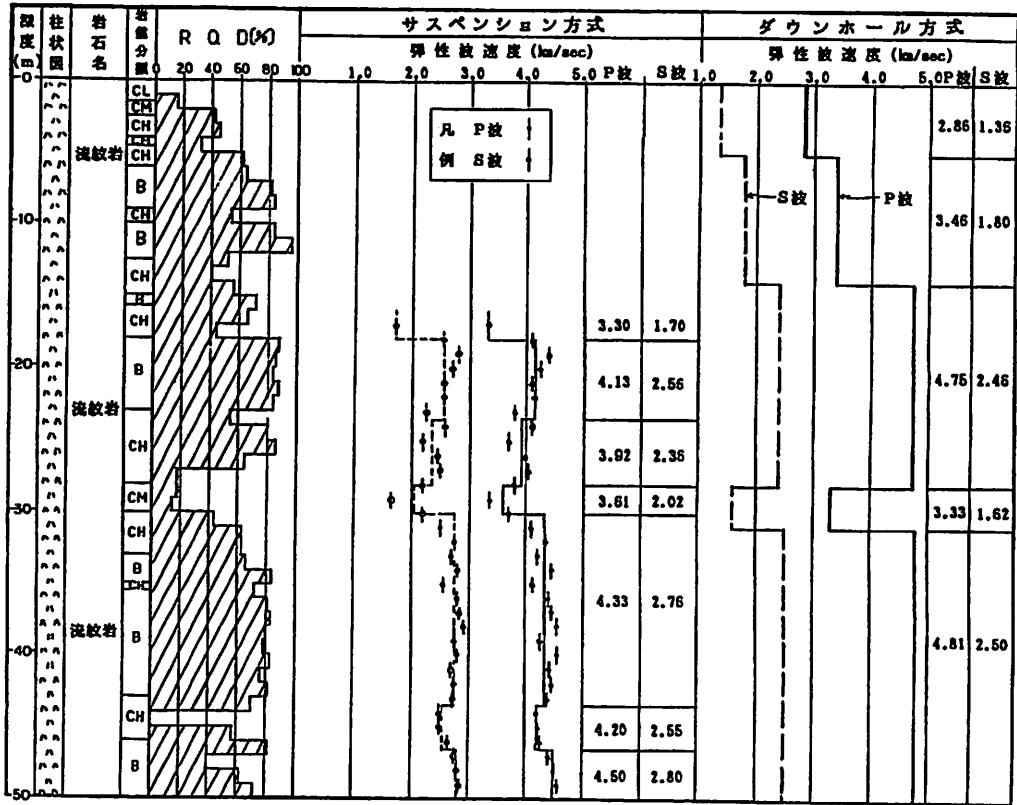 深度(m)
柱状図
岩石名
岩盤分類
R Q D(%)
0 20 40 60 80 100
サスペンション方式
弾性波速度 (km/sec)
1.0 2.0 3.0 4.0 5.0 P波 S波
ダウンホール方式
弾性波速度 (km/sec)
1.0 2.0 3.0 4.0 5.0 P波 S波
凡例
P波
S波
0
-10
-20
-30
-40
-50
流紋岩
流紋岩
流紋岩
CL
CM
CH
CH
B
CH
B
CH
CH
B
CH
CM
CH
B
CH
B
CH
B
3.30 1.70
4.13 2.56
3.92 2.36
3.61 2.02
4.33 2.76
4.20 2.55
4.50 2.80
S波
P波
2.86 1.36
3.46 1.80
4.75 2.46
3.33 1.62
4.81 2.50